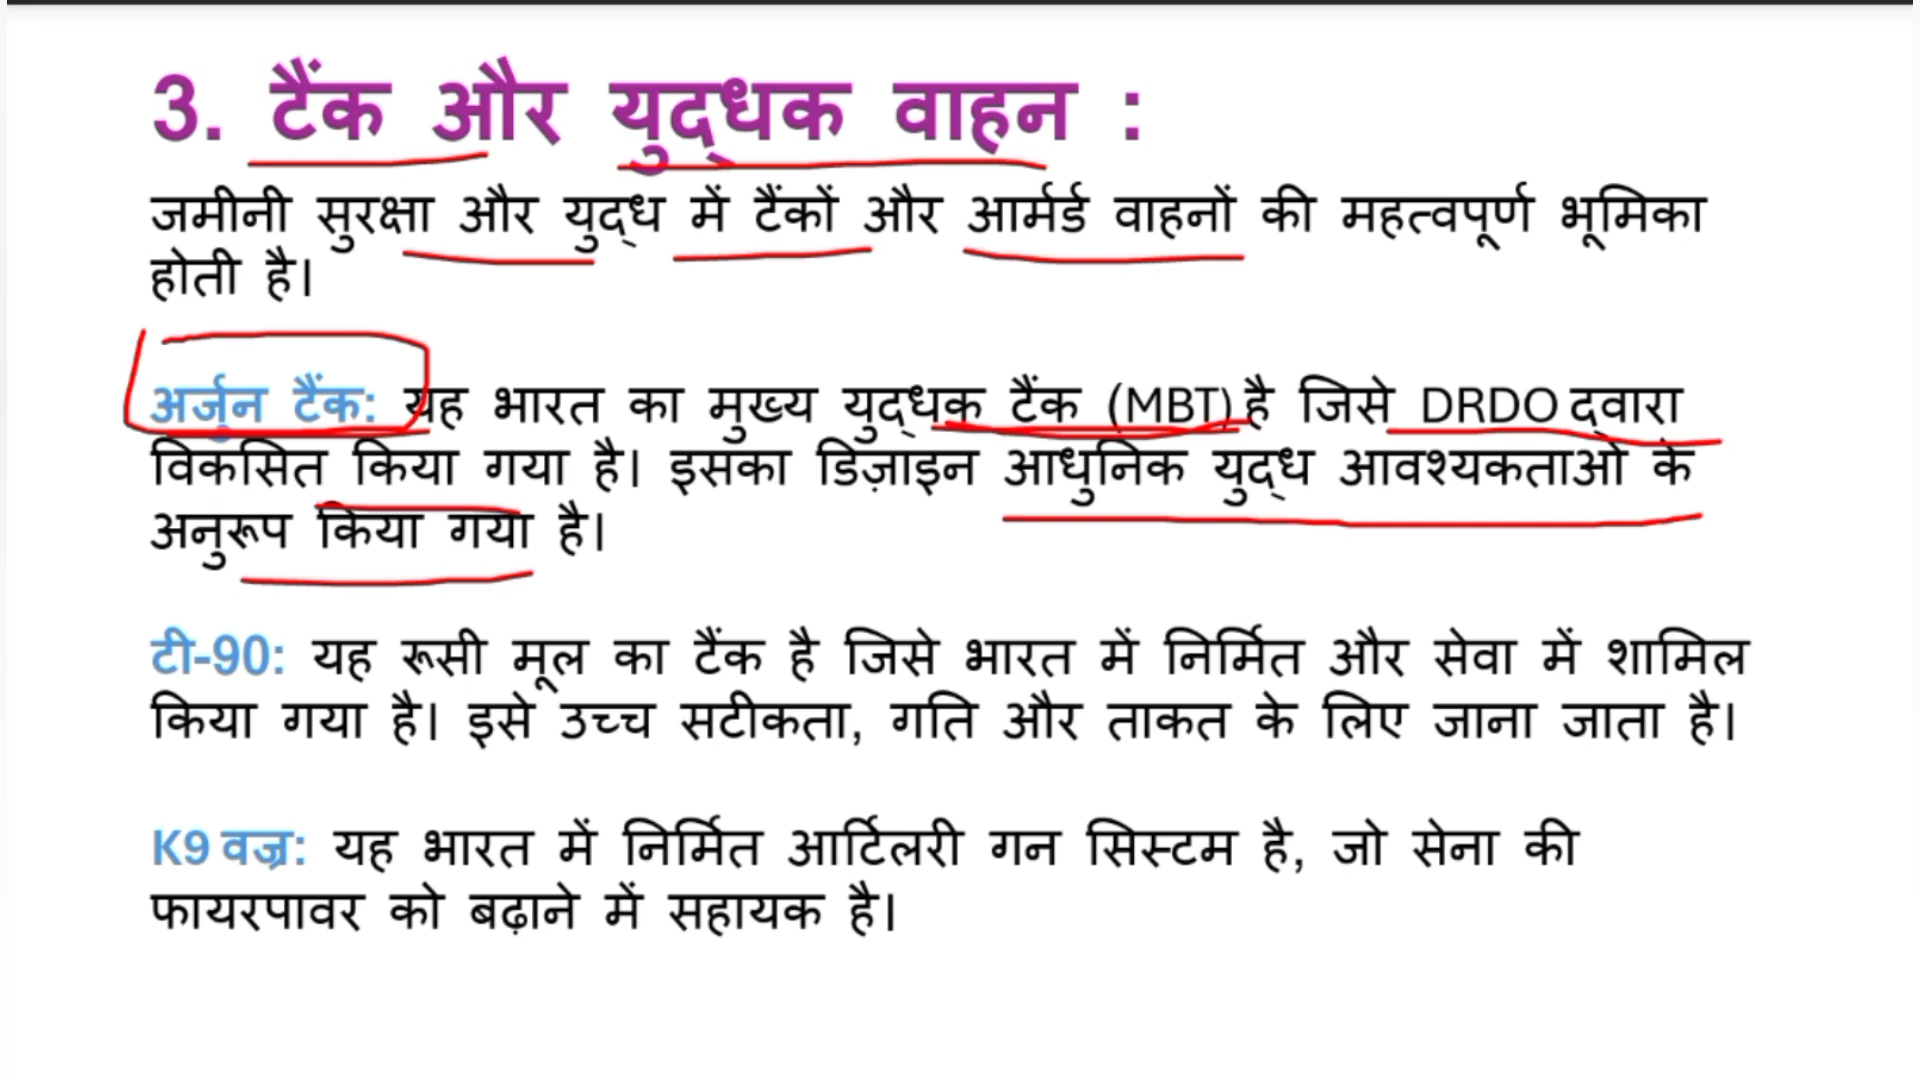 3. टैंक और युद्धक वाहन :
जमीनी सुरक्षा और युद्ध में टैंकों और आर्मर्ड वाहनों की महत्वपूर्ण भूमिका
होती है।
अर्जुन टैंक: यह भारत का मुख्य युद्धक टैंक (MBT) है जिसे DRDO द्वारा
विकसित किया गया है। इसका डिज़ाइन आधुनिक युद्ध आवश्यकताओं के
अनुरूप किया गया है।
टी-90: यह रूसी मूल का टैंक है जिसे भारत में निर्मित और सेवा में शामिल
किया गया है। इसे उच्च सटीकता, गति और ताकत के लिए जाना जाता है।
K9 वज्र: यह भारत में निर्मित आर्टिलरी गन सिस्टम है, जो सेना की
फायरपावर को बढ़ाने में सहायक है।